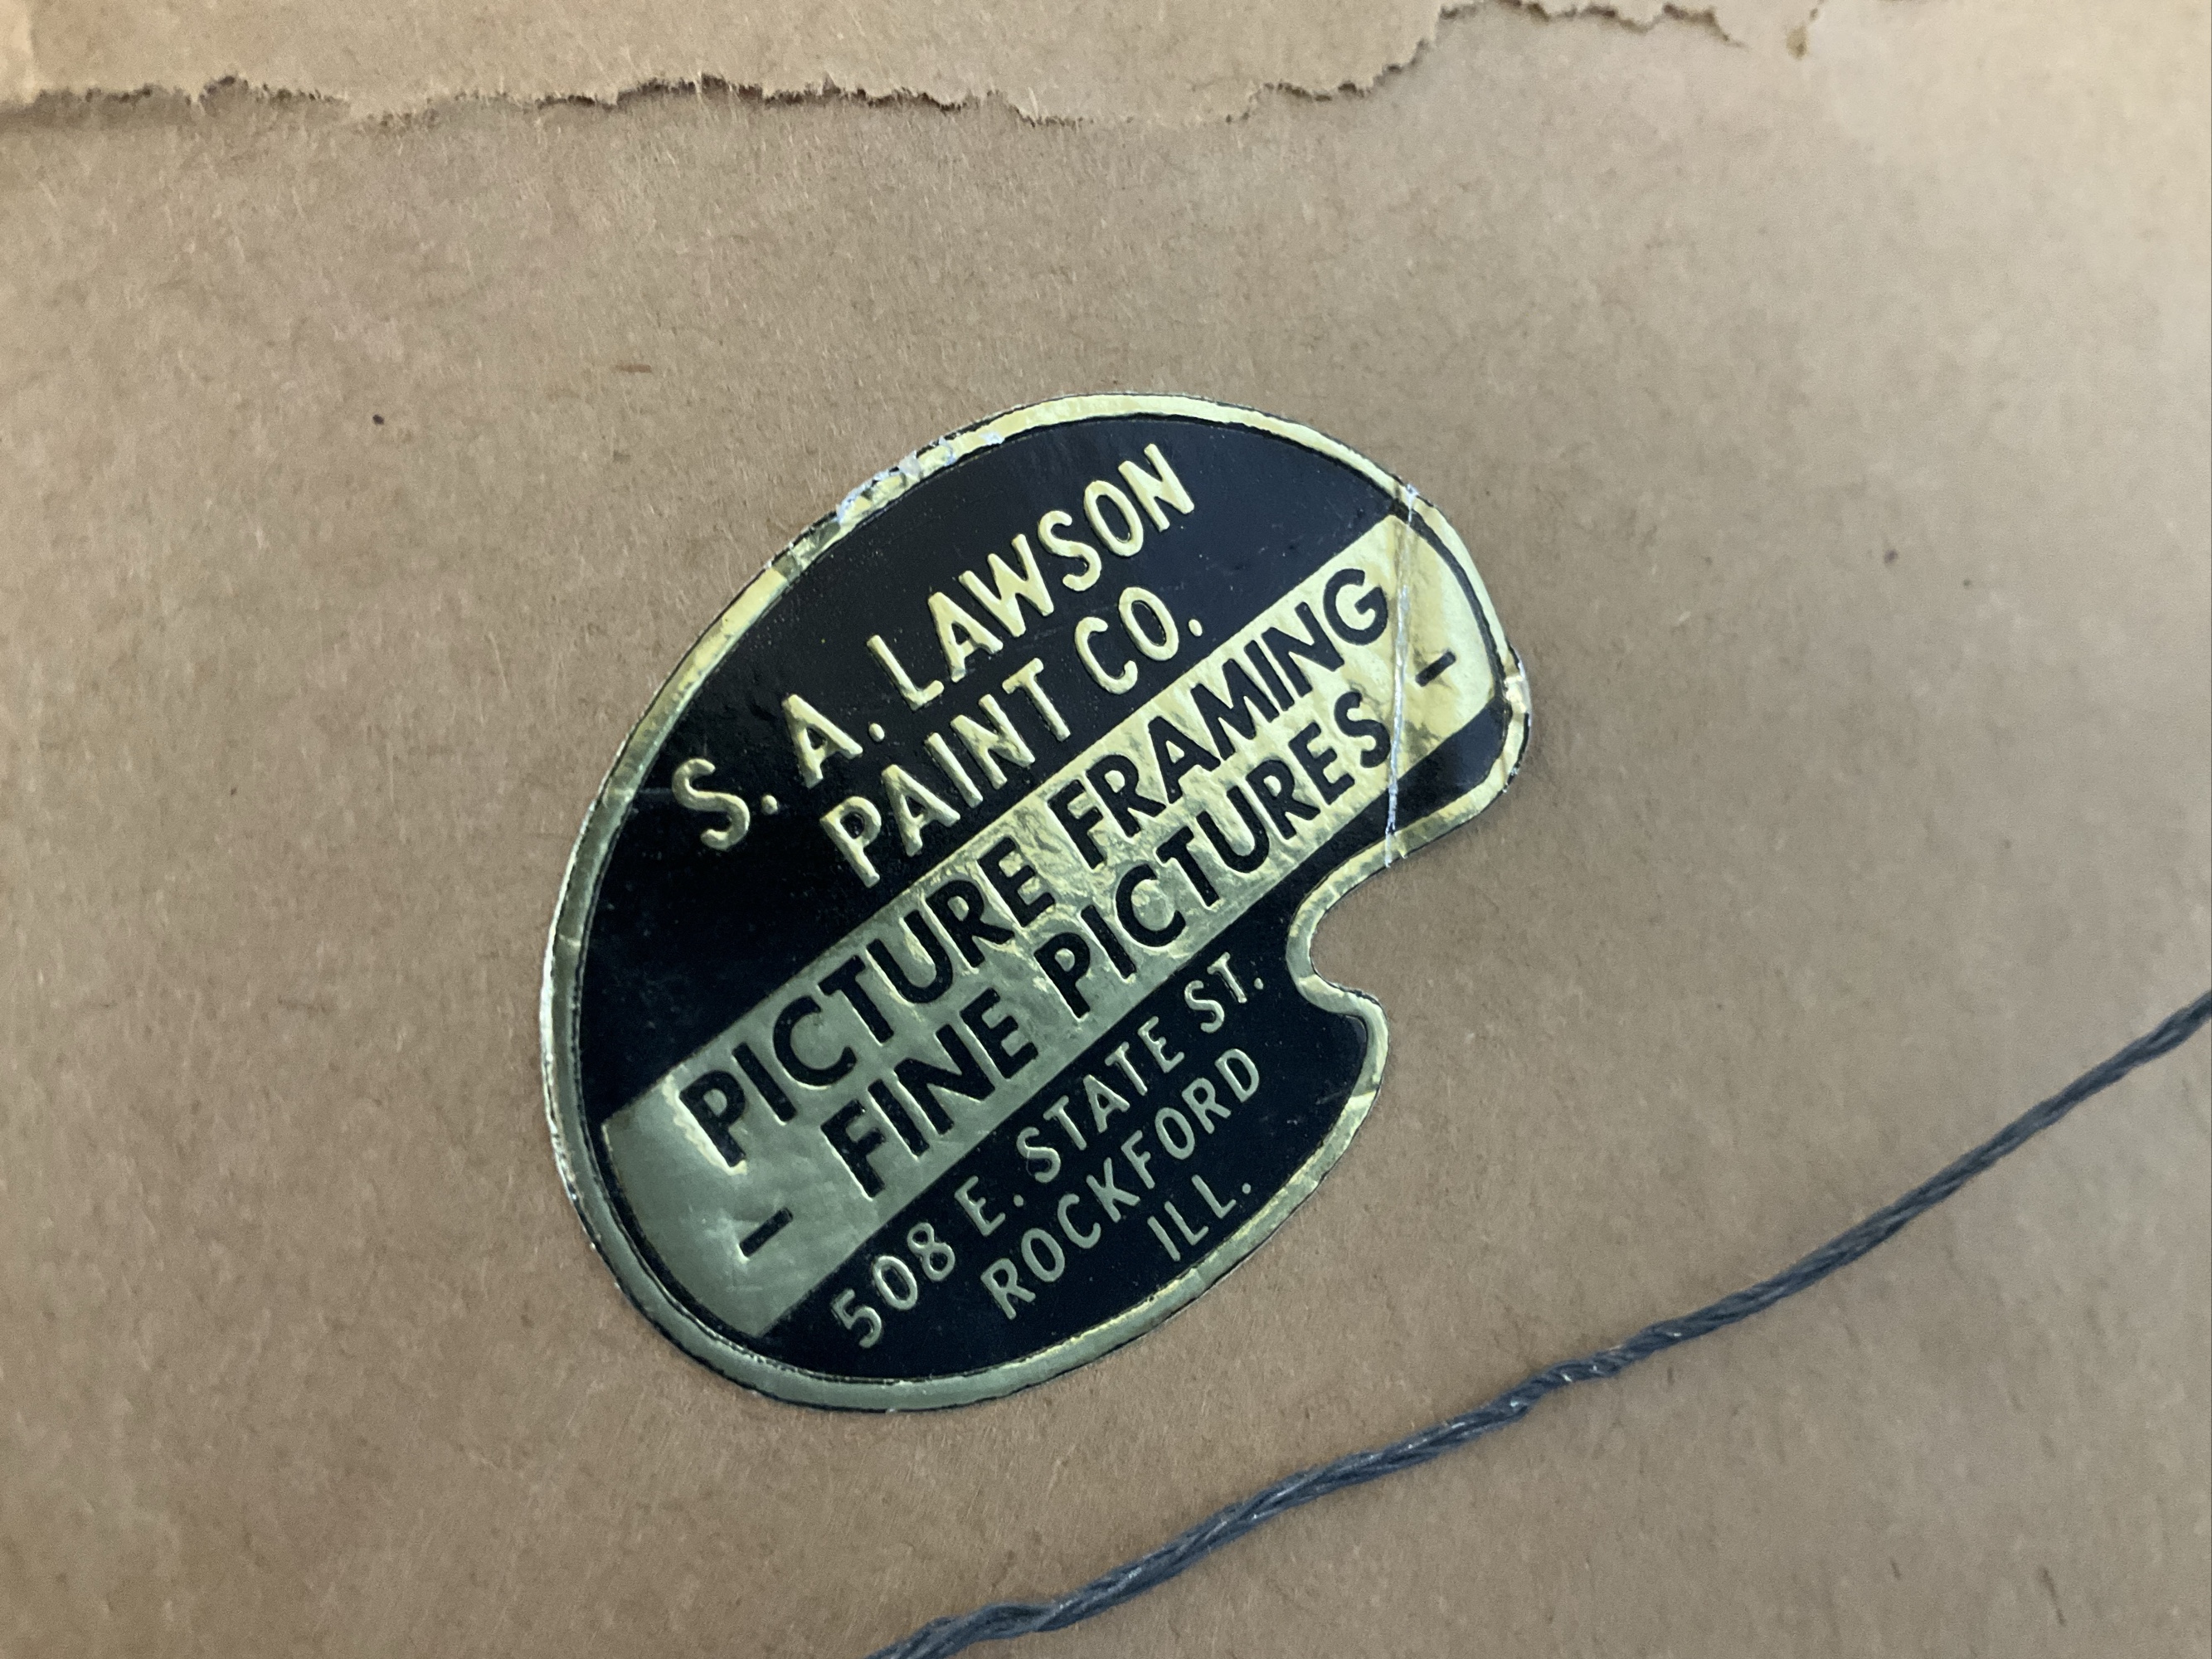 S. A. LAWSON
PAINT CO.
PICTURE FRAMING
- FINE PICTURES -
508 E. STATE ST.
ROCKFORD
ILL.